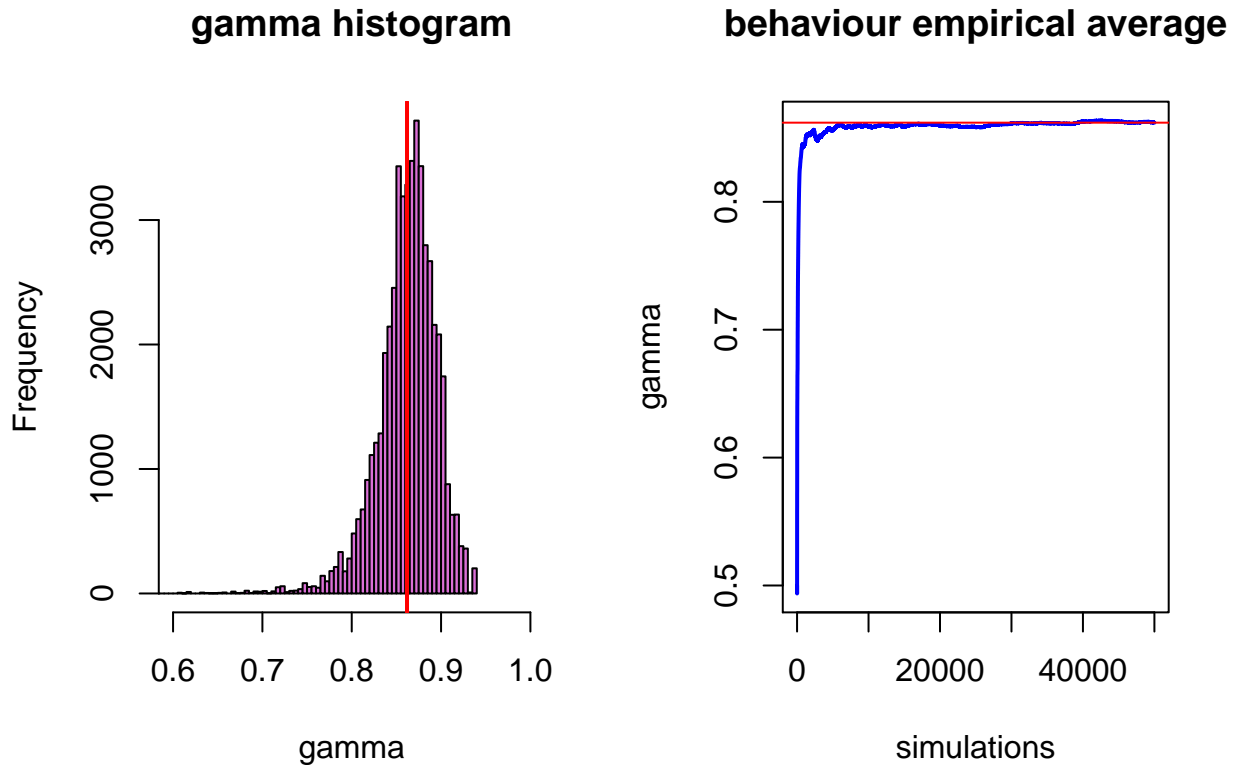 gamma histogram
Frequency
3000
2000
1000
0
0.6 0.7 0.8 0.9 1.0
gamma
behaviour empirical average
gamma
0.8
0.7
0.6
0.5
0 20000 40000
simulations